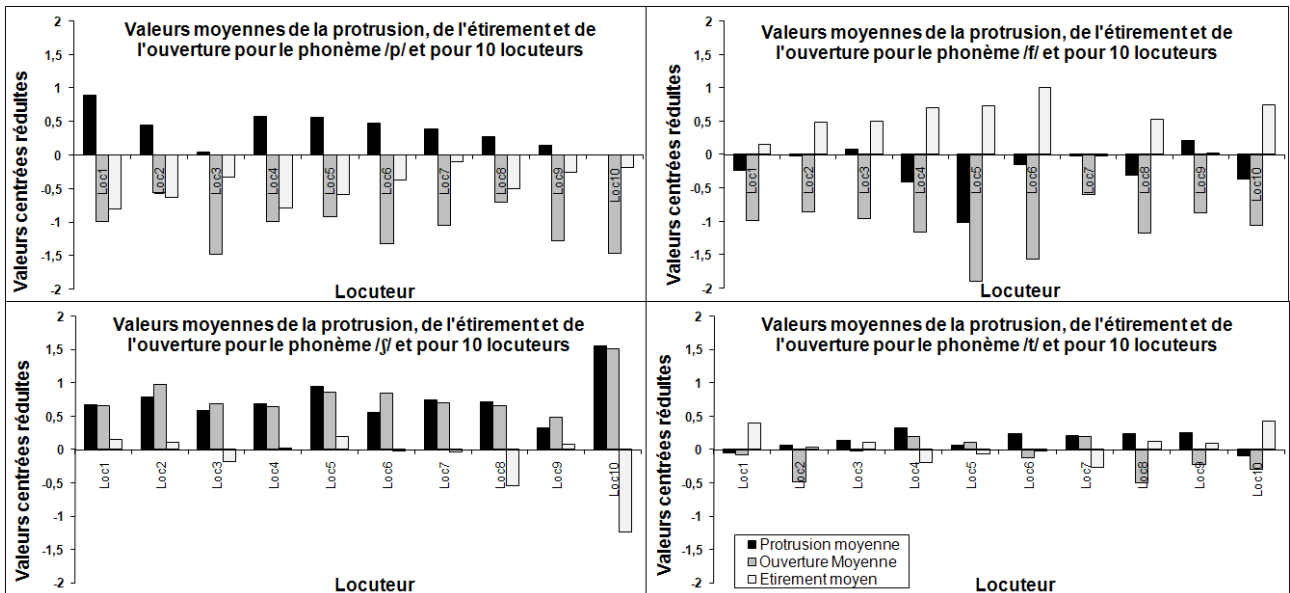 Valeurs moyennes de la protrusion, de l'étirement et de
l'ouverture pour le phonème /p/ et pour 10 locuteurs
Valeurs centrées réduites
2
1,5
1
0,5
0
-0,5
-1
-1,5
-2
Loc1
Loc2
Loc3
Loc4
Loc5
Loc6
Loc7
Loc8
Loc9
Loc10
Locuteur
Valeurs moyennes de la protrusion, de l'étirement et de
l'ouverture pour le phonème /f/ et pour 10 locuteurs
Valeurs centrées réduites
2
1,5
1
0,5
0
-0,5
-1
-1,5
-2
Loc1
Loc2
Loc3
Loc4
Loc5
Loc6
Loc7
Loc8
Loc9
Loc10
Locuteur
Valeurs moyennes de la protrusion, de l'étirement et de
l'ouverture pour le phonème /ʃ/ et pour 10 locuteurs
Valeurs centrées réduites
2
1,5
1
0,5
0
-0,5
-1
-1,5
-2
Loc1
Loc2
Loc3
Loc4
Loc5
Loc6
Loc7
Loc8
Loc9
Loc10
Locuteur
Valeurs moyennes de la protrusion, de l'étirement et de
l'ouverture pour le phonème /t/ et pour 10 locuteurs
Valeurs centrées réduites
2
1,5
1
0,5
0
-0,5
-1
-1,5
-2
Loc1
Loc2
Loc3
Loc4
Loc5
Loc6
Loc7
Loc8
Loc9
Loc10
Protrusion moyenne
Ouverture Moyenne
Etirement moyen
Locuteur